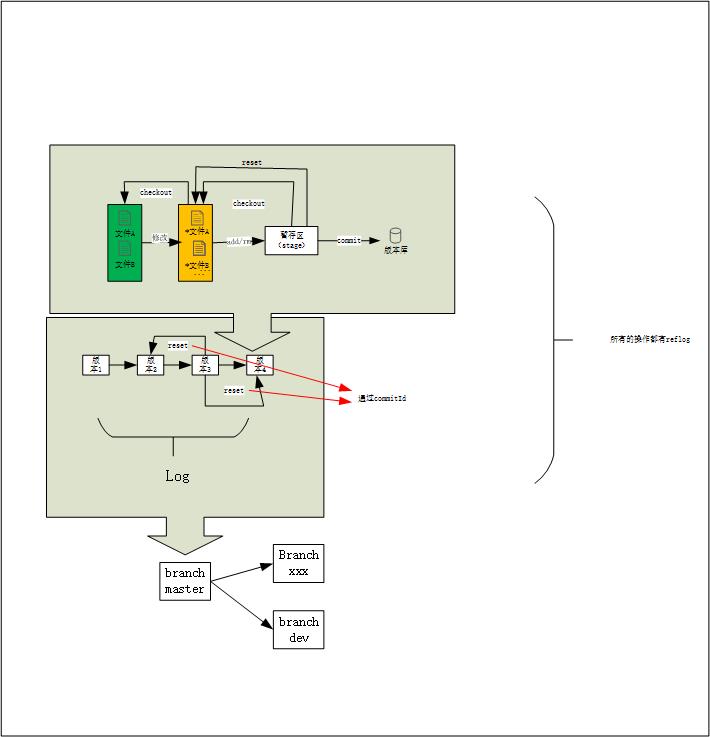 reset
checkout
checkout
文件A
文件B
修改
*文件A
*文件B
...
add/rm
暂存区
(stage)
commit
版本库
所有的操作都有reflog
reset
版
本1
版
本2
版
本3
版
本4
reset
通过commitId
Log
branch
master
Branch
xxx
branch
dev